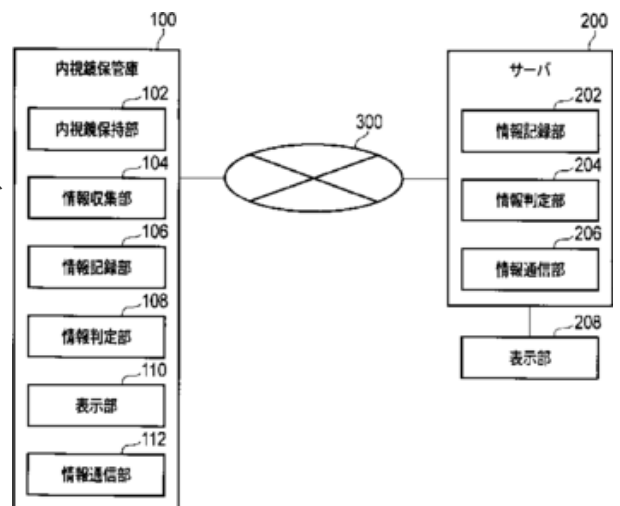 100
内視鏡保管庫
102
内視鏡保持部
104
情報収集部
106
情報記録部
108
情報判定部
110
表示部
112
情報通信部
300
200
サーバ
202
情報記録部
204
情報判定部
206
情報通信部
208
表示部